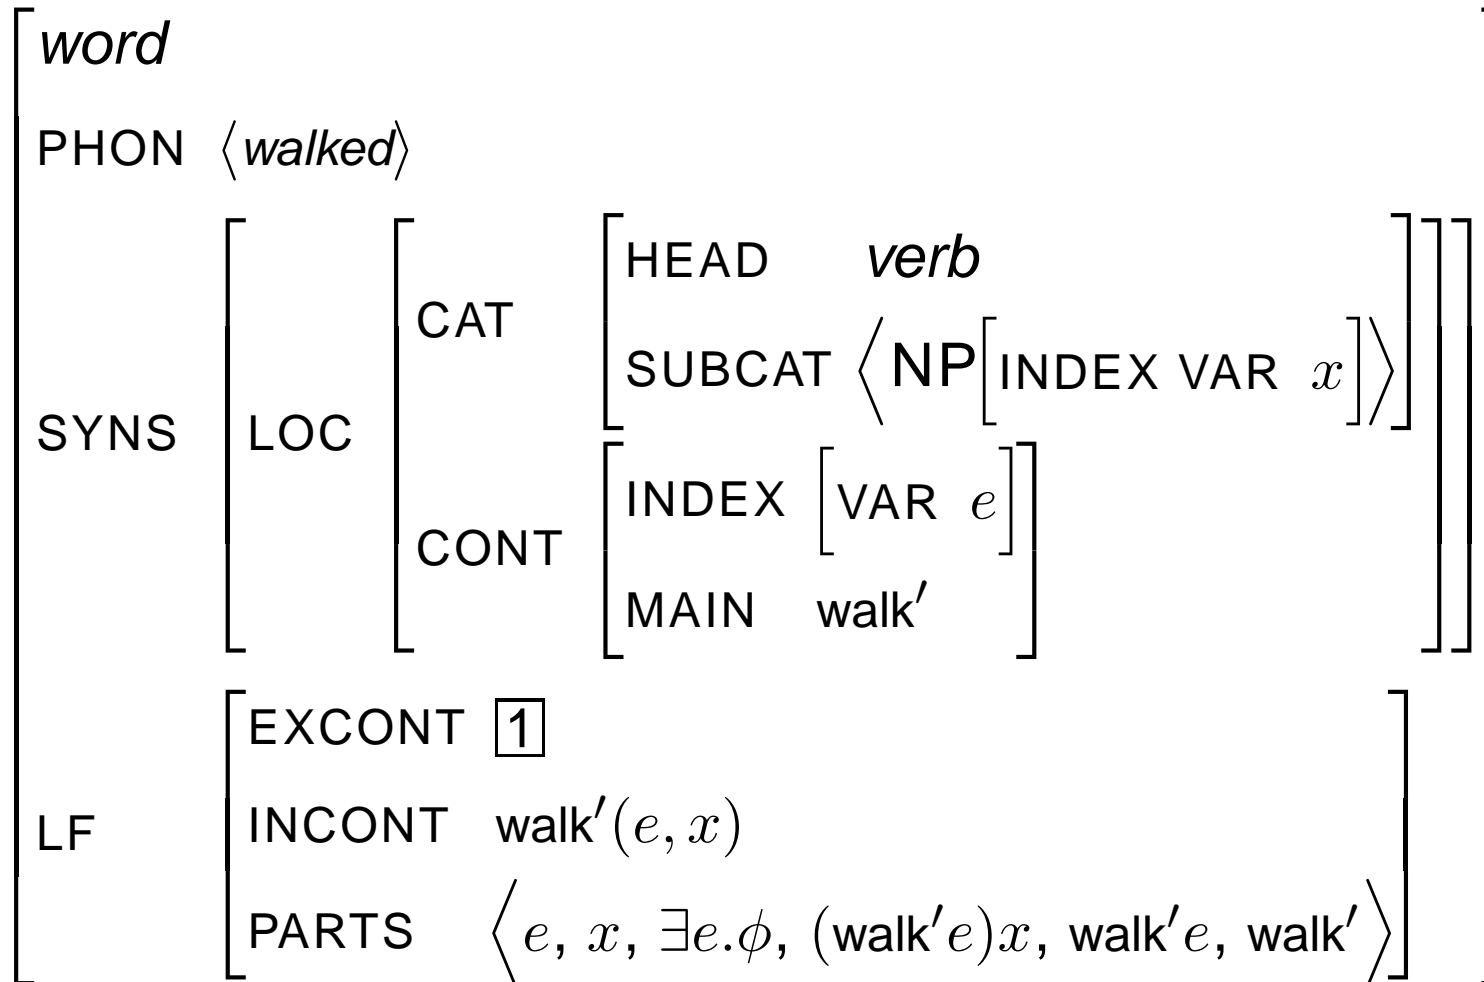 word
PHON ⟨walked⟩
HEAD verb
CAT
SUBCAT ⟨NP[INDEX VAR x]⟩
SYNS LOC
INDEX [VAR e]
CONT
MAIN walk′
EXCONT 1
INCONT walk′(e, x)
LF
PARTS ⟨e, x, ∃e.ϕ, (walk′e)x, walk′e, walk′⟩